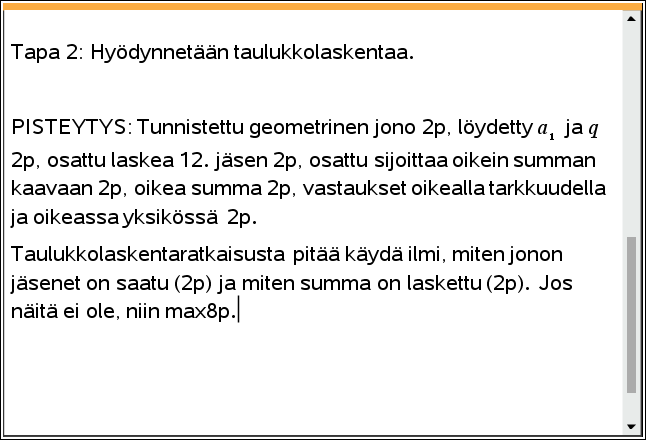 Tapa 2: Hyödynnetään taulukkolaskentaa.
PISTEYTYS: Tunnistettu geometrinen jono 2p, löydetty a₁ ja q
2p, osattu laskea 12. jäsen 2p, osattu sijoittaa oikein summan
kaavaan 2p, oikea summa 2p, vastaukset oikealla tarkkuudella
ja oikeassa yksikössä 2p.
Taulukkolaskentaratkaisusta pitää käydä ilmi, miten jonon
jäsenet on saatu (2p) ja miten summa on laskettu (2p). Jos
näitä ei ole, niin max8p.